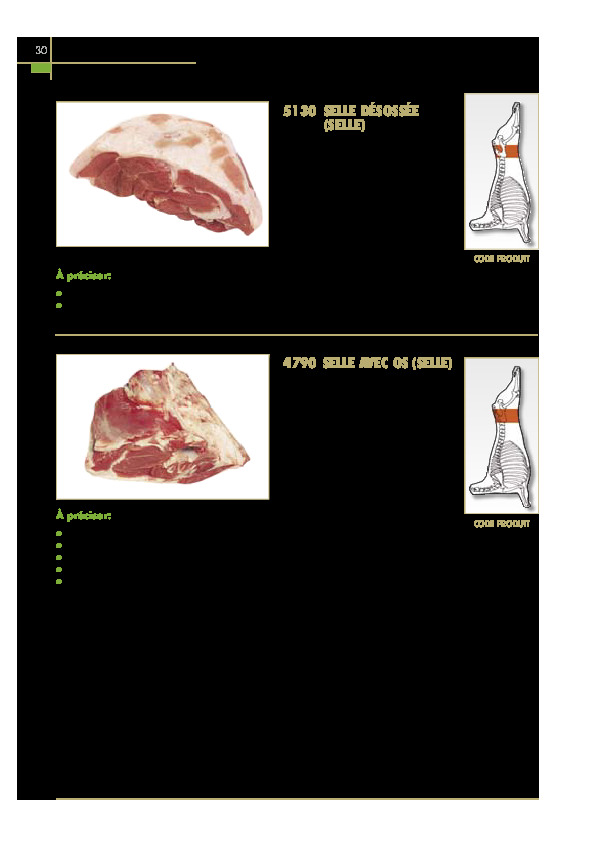 30
5130 SELLE DÉSOSSÉE
(SELLE)
CODE PRODUIT
À préciser:
4790 SELLE AVEC OS (SELLE)
À préciser:
CODE PRODUIT